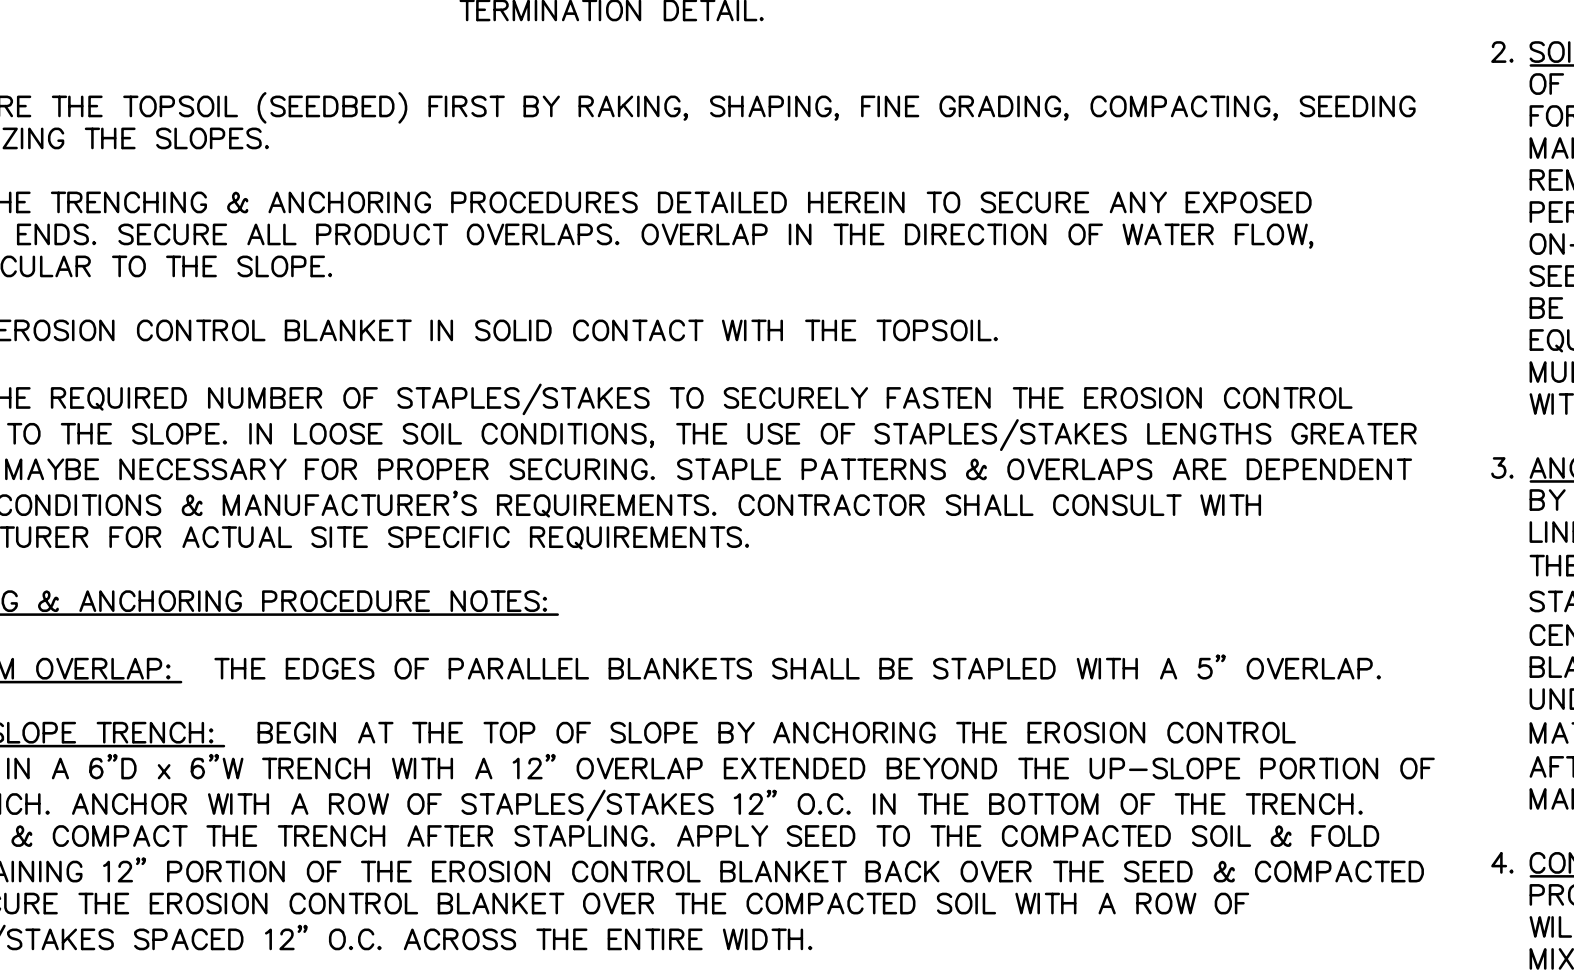 TERMINATION DETAIL.
RE THE TOPSOIL (SEEDBED) FIRST BY RAKING, SHAPING, FINE GRADING, COMPACTING, SEEDING
ZING THE SLOPES.
HE TRENCHING & ANCHORING PROCEDURES DETAILED HEREIN TO SECURE ANY EXPOSED
ENDS. SECURE ALL PRODUCT OVERLAPS. OVERLAP IN THE DIRECTION OF WATER FLOW,
CULAR TO THE SLOPE.
EROSION CONTROL BLANKET IN SOLID CONTACT WITH THE TOPSOIL.
HE REQUIRED NUMBER OF STAPLES/STAKES TO SECURELY FASTEN THE EROSION CONTROL
TO THE SLOPE. IN LOOSE SOIL CONDITIONS, THE USE OF STAPLES/STAKES LENGTHS GREATER
MAYBE NECESSARY FOR PROPER SECURING. STAPLE PATTERNS & OVERLAPS ARE DEPENDENT
CONDITIONS & MANUFACTURER'S REQUIREMENTS. CONTRACTOR SHALL CONSULT WITH
TURER FOR ACTUAL SITE SPECIFIC REQUIREMENTS.
G & ANCHORING PROCEDURE NOTES:
M OVERLAP: THE EDGES OF PARALLEL BLANKETS SHALL BE STAPLED WITH A 5" OVERLAP.
SLOPE TRENCH: BEGIN AT THE TOP OF SLOPE BY ANCHORING THE EROSION CONTROL
IN A 6"D x 6"W TRENCH WITH A 12" OVERLAP EXTENDED BEYOND THE UP-SLOPE PORTION OF
NCH. ANCHOR WITH A ROW OF STAPLES/STAKES 12" O.C. IN THE BOTTOM OF THE TRENCH.
& COMPACT THE TRENCH AFTER STAPLING. APPLY SEED TO THE COMPACTED SOIL & FOLD
AINING 12" PORTION OF THE EROSION CONTROL BLANKET BACK OVER THE SEED & COMPACTED
CURE THE EROSION CONTROL BLANKET OVER THE COMPACTED SOIL WITH A ROW OF
/STAKES SPACED 12" O.C. ACROSS THE ENTIRE WIDTH.
2. SOI
OF
FOR
MA
REM
PER
ON-
SEE
BE
EQU
MUL
WIT
3. ANC
BY
LINE
THE
STA
CEN
BLA
UND
MAT
AFT
MA
4. CON
PRO
WIL
MIX